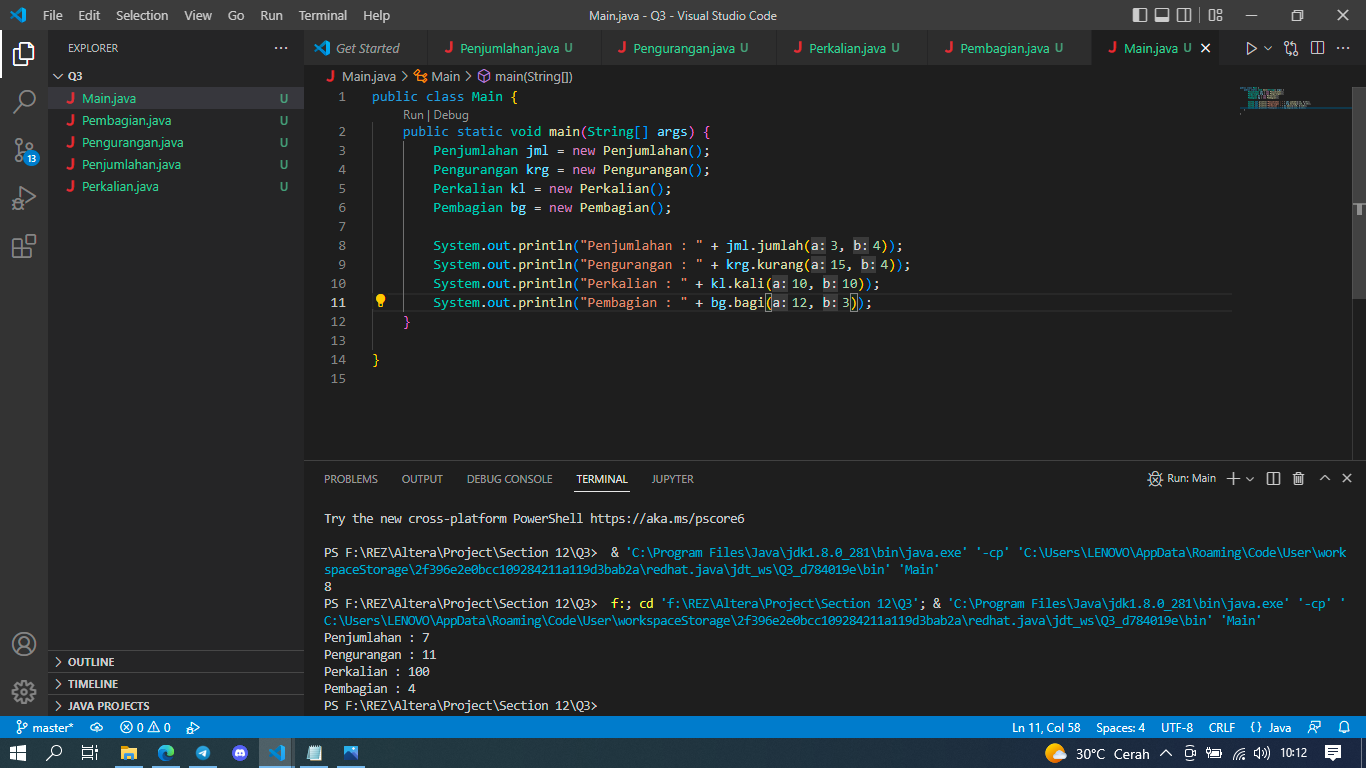 File Edit Selection View Go Run Terminal Help
Main.java - Q3 - Visual Studio Code
EXPLORER
Q3
Main.java U
Pembagian.java U
Pengurangan.java U
Penjumlahan.java U
Perkalian.java U
13
OUTLINE
TIMELINE
JAVA PROJECTS
Get Started
Penjumlahan.java U
Pengurangan.java U
Perkalian.java U
Pembagian.java U
Main.java U
Main.java > Main > main(String[])
1 public class Main {
Run | Debug
2 public static void main(String[] args) {
3 Penjumlahan jml = new Penjumlahan();
4 Pengurangan krg = new Pengurangan();
5 Perkalian kl = new Perkalian();
6 Pembagian bg = new Pembagian();
7
8 System.out.println("Penjumlahan : " + jml.jumlah(a: 3, b: 4));
9 System.out.println("Pengurangan : " + krg.kurang(a: 15, b: 4));
10 System.out.println("Perkalian : " + kl.kali(a: 10, b: 10));
11 System.out.println("Pembagian : " + bg.bagi(a: 12, b: 3));
12 }
13
14 }
15
PROBLEMS OUTPUT DEBUG CONSOLE TERMINAL JUPYTER
Run: Main
Try the new cross-platform PowerShell https://aka.ms/pscore6
PS F:\REZ\Altera\Project\Section 12\Q3> & 'C:\Program Files\Java\jdk1.8.0_281\bin\java.exe' '-cp' 'C:\Users\LENOVO\AppData\Roaming\Code\User\work
spaceStorage\2f396e2e0bcc109284211a119d3bab2a\redhat.java\jdt_ws\Q3_d784019e\bin' 'Main'
8
PS F:\REZ\Altera\Project\Section 12\Q3> f:; cd 'f:\REZ\Altera\Project\Section 12\Q3'; & 'C:\Program Files\Java\jdk1.8.0_281\bin\java.exe' '-cp' '
C:\Users\LENOVO\AppData\Roaming\Code\User\workspaceStorage\2f396e2e0bcc109284211a119d3bab2a\redhat.java\jdt_ws\Q3_d784019e\bin' 'Main'
Penjumlahan : 7
Pengurangan : 11
Perkalian : 100
Pembagian : 4
PS F:\REZ\Altera\Project\Section 12\Q3>
master* 0 0
Ln 11, Col 58 Spaces: 4 UTF-8 CRLF {} Java
30°C Cerah 10:12